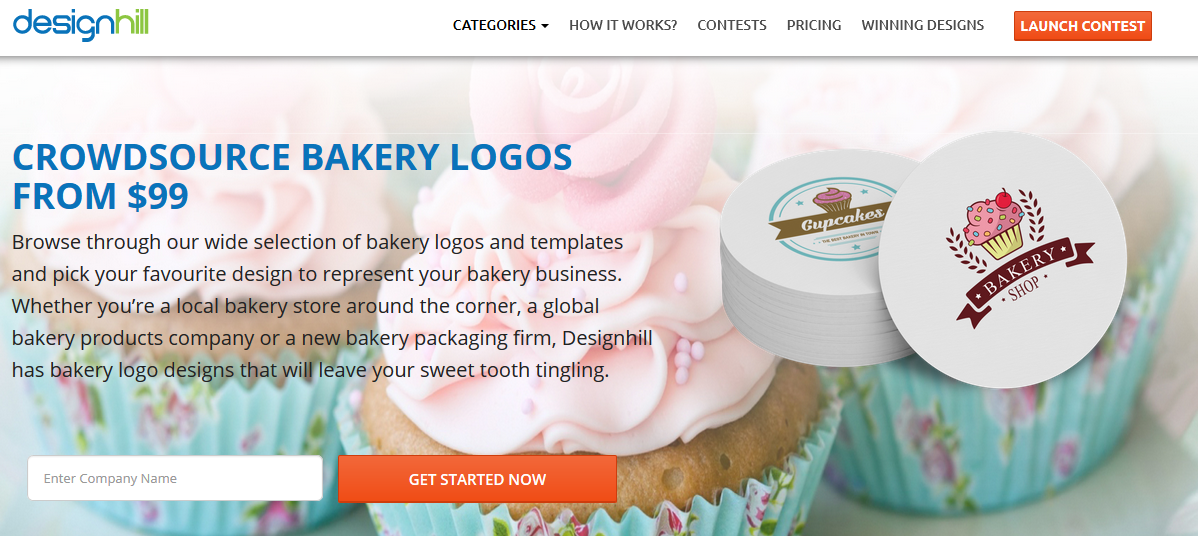 designhill
CATEGORIES
HOW IT WORKS?
CONTESTS
PRICING
WINNING DESIGNS
LAUNCH CONTEST
CROWDSOURCE BAKERY LOGOS
FROM $99
Browse through our wide selection of bakery logos and templates
and pick your favourite design to represent your bakery business.
Whether you’re a local bakery store around the corner, a global
bakery products company or a new bakery packaging firm, Designhill
has bakery logo designs that will leave your sweet tooth tingling.
Enter Company Name
GET STARTED NOW
Cupcakes
THE BEST BAKERY IN TOWN
BAKERY
SHOP